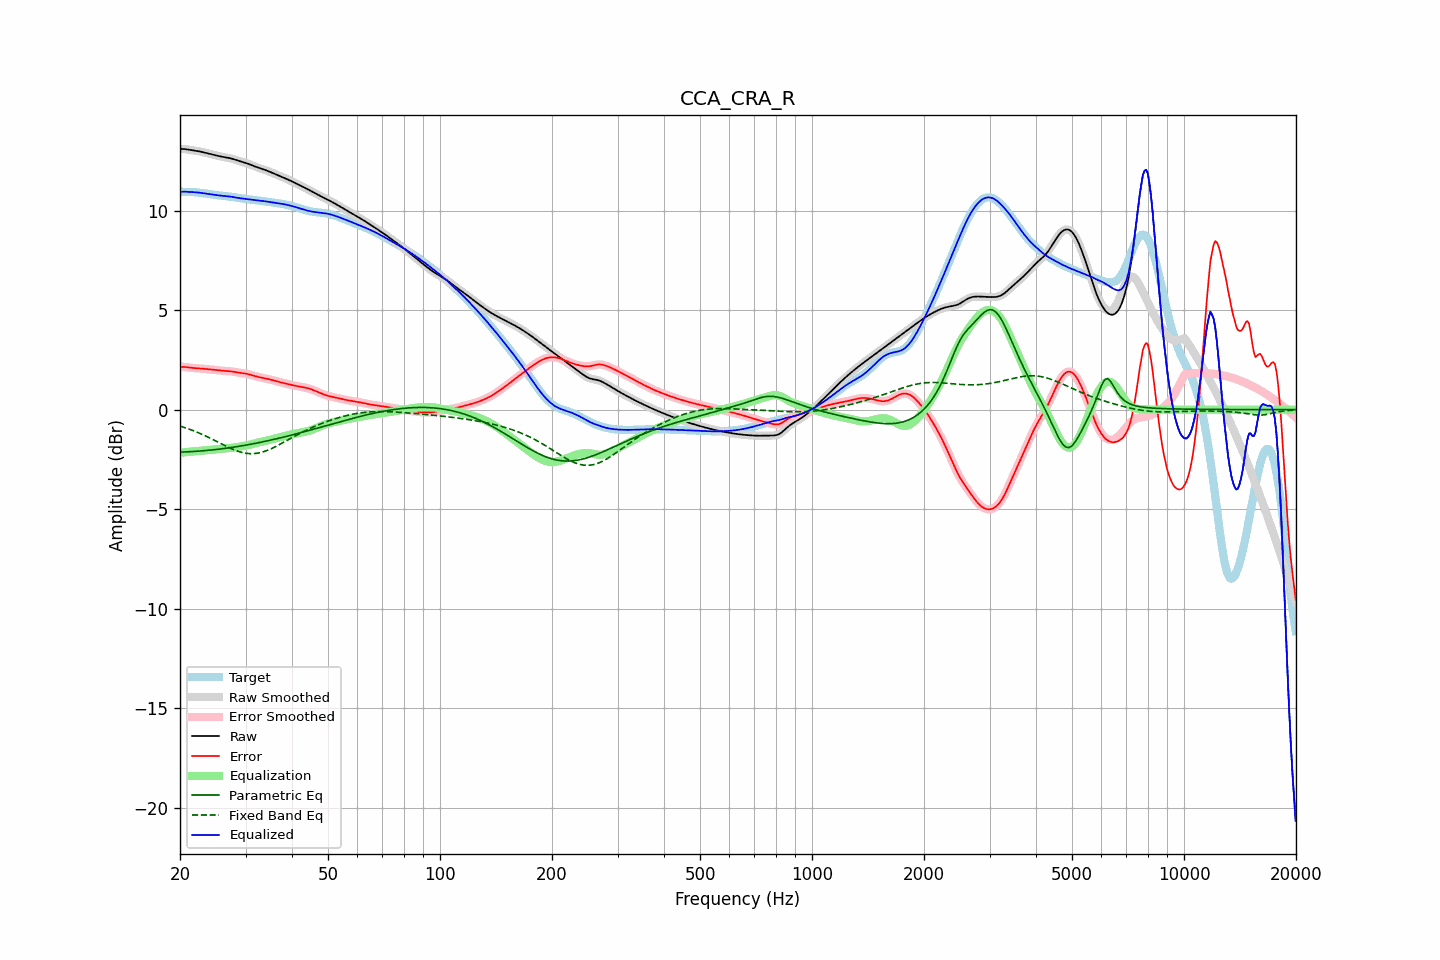 CCA_CRA_R
Amplitude (dBr)
10
5
0
−5
−10
−15
−20
Target
Raw Smoothed
Error Smoothed
Raw
Error
Equalization
Parametric Eq
Fixed Band Eq
Equalized
20 50 100 200 500 1000 2000 5000 10000 20000
Frequency (Hz)